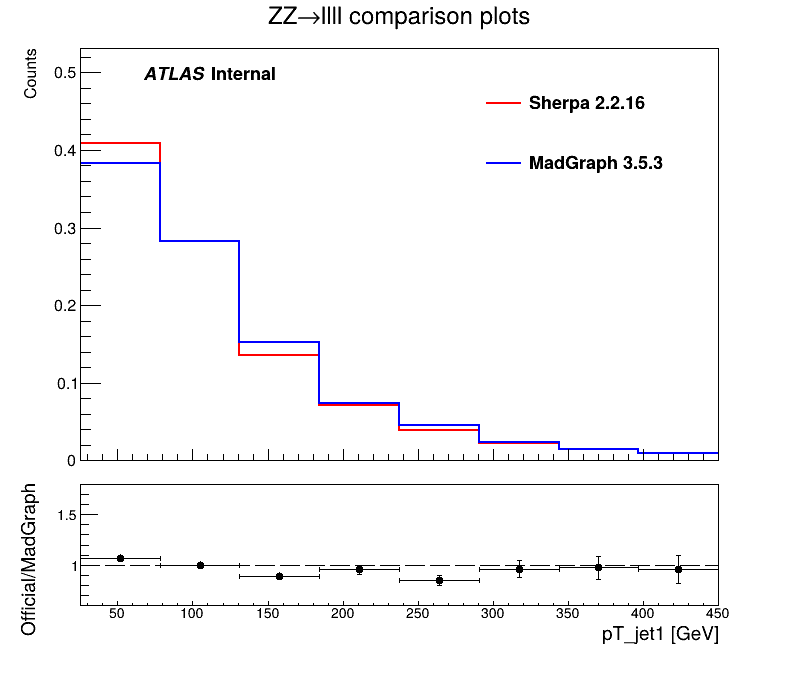 ZZ→llll comparison plots
Counts
ATLAS Internal
Sherpa 2.2.16
MadGraph 3.5.3
0.5
0.4
0.3
0.2
0.1
0
Official/MadGraph
1.5
1
50 100 150 200 250 300 350 400 450
pT_jet1 [GeV]